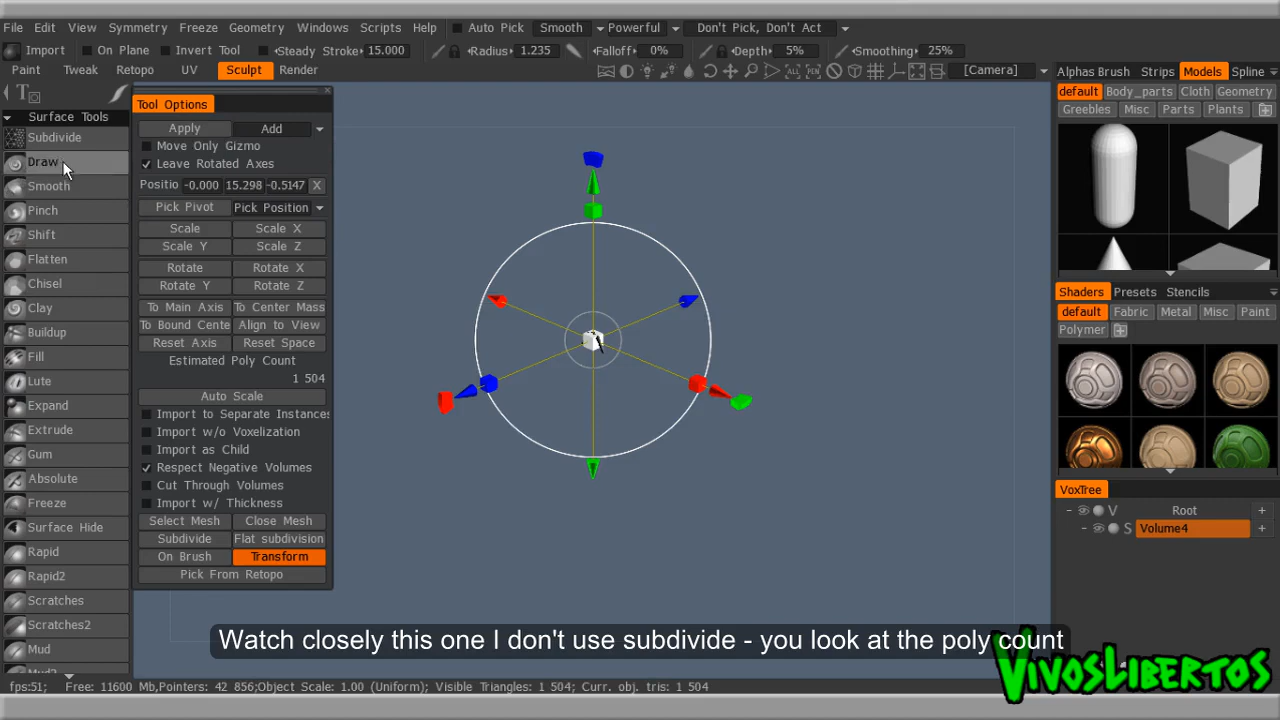 File Edit View Symmetry Freeze Geometry Windows Scripts Help Auto Pick Smooth Powerful Don't Pick, Don't Act
Import On Plane Invert Tool Steady Stroke 15.000 Radius 1.235 Falloff 0% Depth 5% Smoothing 25%
Paint Tweak Retopo UV Sculpt Render [Camera]
Surface Tools
Subdivide
Draw
Smooth
Pinch
Shift
Flatten
Chisel
Clay
Buildup
Fill
Lute
Expand
Extrude
Gum
Absolute
Freeze
Surface Hide
Rapid
Rapid2
Scratches
Scratches2
Mud
Mud2
Tool Options
Apply Add
Move Only Gizmo
Leave Rotated Axes
Positio -0.000 15.298 -0.5147 X
Pick Pivot Pick Position
Scale Scale X
Scale Y Scale Z
Rotate Rotate X
Rotate Y Rotate Z
To Main Axis To Center Mass
To Bound Cente Align to View
Reset Axis Reset Space
Estimated Poly Count
1 504
Auto Scale
Import to Separate Instances
Import w/o Voxelization
Import as Child
Respect Negative Volumes
Cut Through Volumes
Import w/ Thickness
Select Mesh Close Mesh
Subdivide Flat subdivision
On Brush Transform
Pick From Retopo
Alphas Brush Strips Models Spline
default Body_parts Cloth Geometry
Greebles Misc Parts Plants
Shaders Presets Stencils
default Fabric Metal Misc Paint
Polymer
VoxTree
V Root +
S Volume4 +
Watch closely this one I don't use subdivide - you look at the poly count
VivosLibertos
fps:51; Free: 11600 Mb,Pointers: 42 856;Object Scale: 1.00 (Uniform); Visible Triangles: 1 504; Curr. obj. tris: 1 504